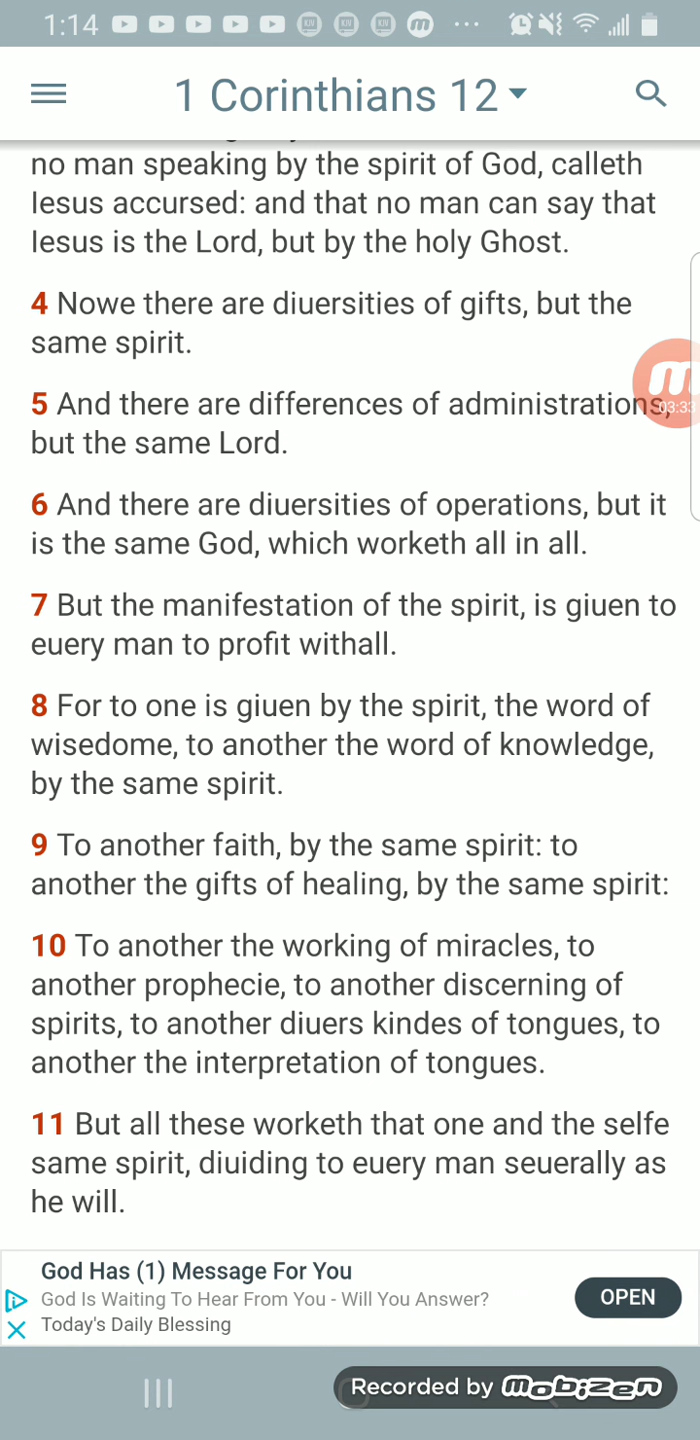 1:14
1 Corinthians 12
no man speaking by the spirit of God, calleth
Iesus accursed: and that no man can say that
Iesus is the Lord, but by the holy Ghost.
4 Nowe there are diuersities of gifts, but the
same spirit.
5 And there are differences of administrations,
03:33
but the same Lord.
6 And there are diuersities of operations, but it
is the same God, which worketh all in all.
7 But the manifestation of the spirit, is giuen to
euery man to profit withall.
8 For to one is giuen by the spirit, the word of
wisedome, to another the word of knowledge,
by the same spirit.
9 To another faith, by the same spirit: to
another the gifts of healing, by the same spirit:
10 To another the working of miracles, to
another prophecie, to another discerning of
spirits, to another diuers kindes of tongues, to
another the interpretation of tongues.
11 But all these worketh that one and the selfe
same spirit, diuiding to euery man seuerally as
he will.
God Has (1) Message For You
God Is Waiting To Hear From You - Will You Answer?
Today's Daily Blessing
OPEN
Recorded by mobizen